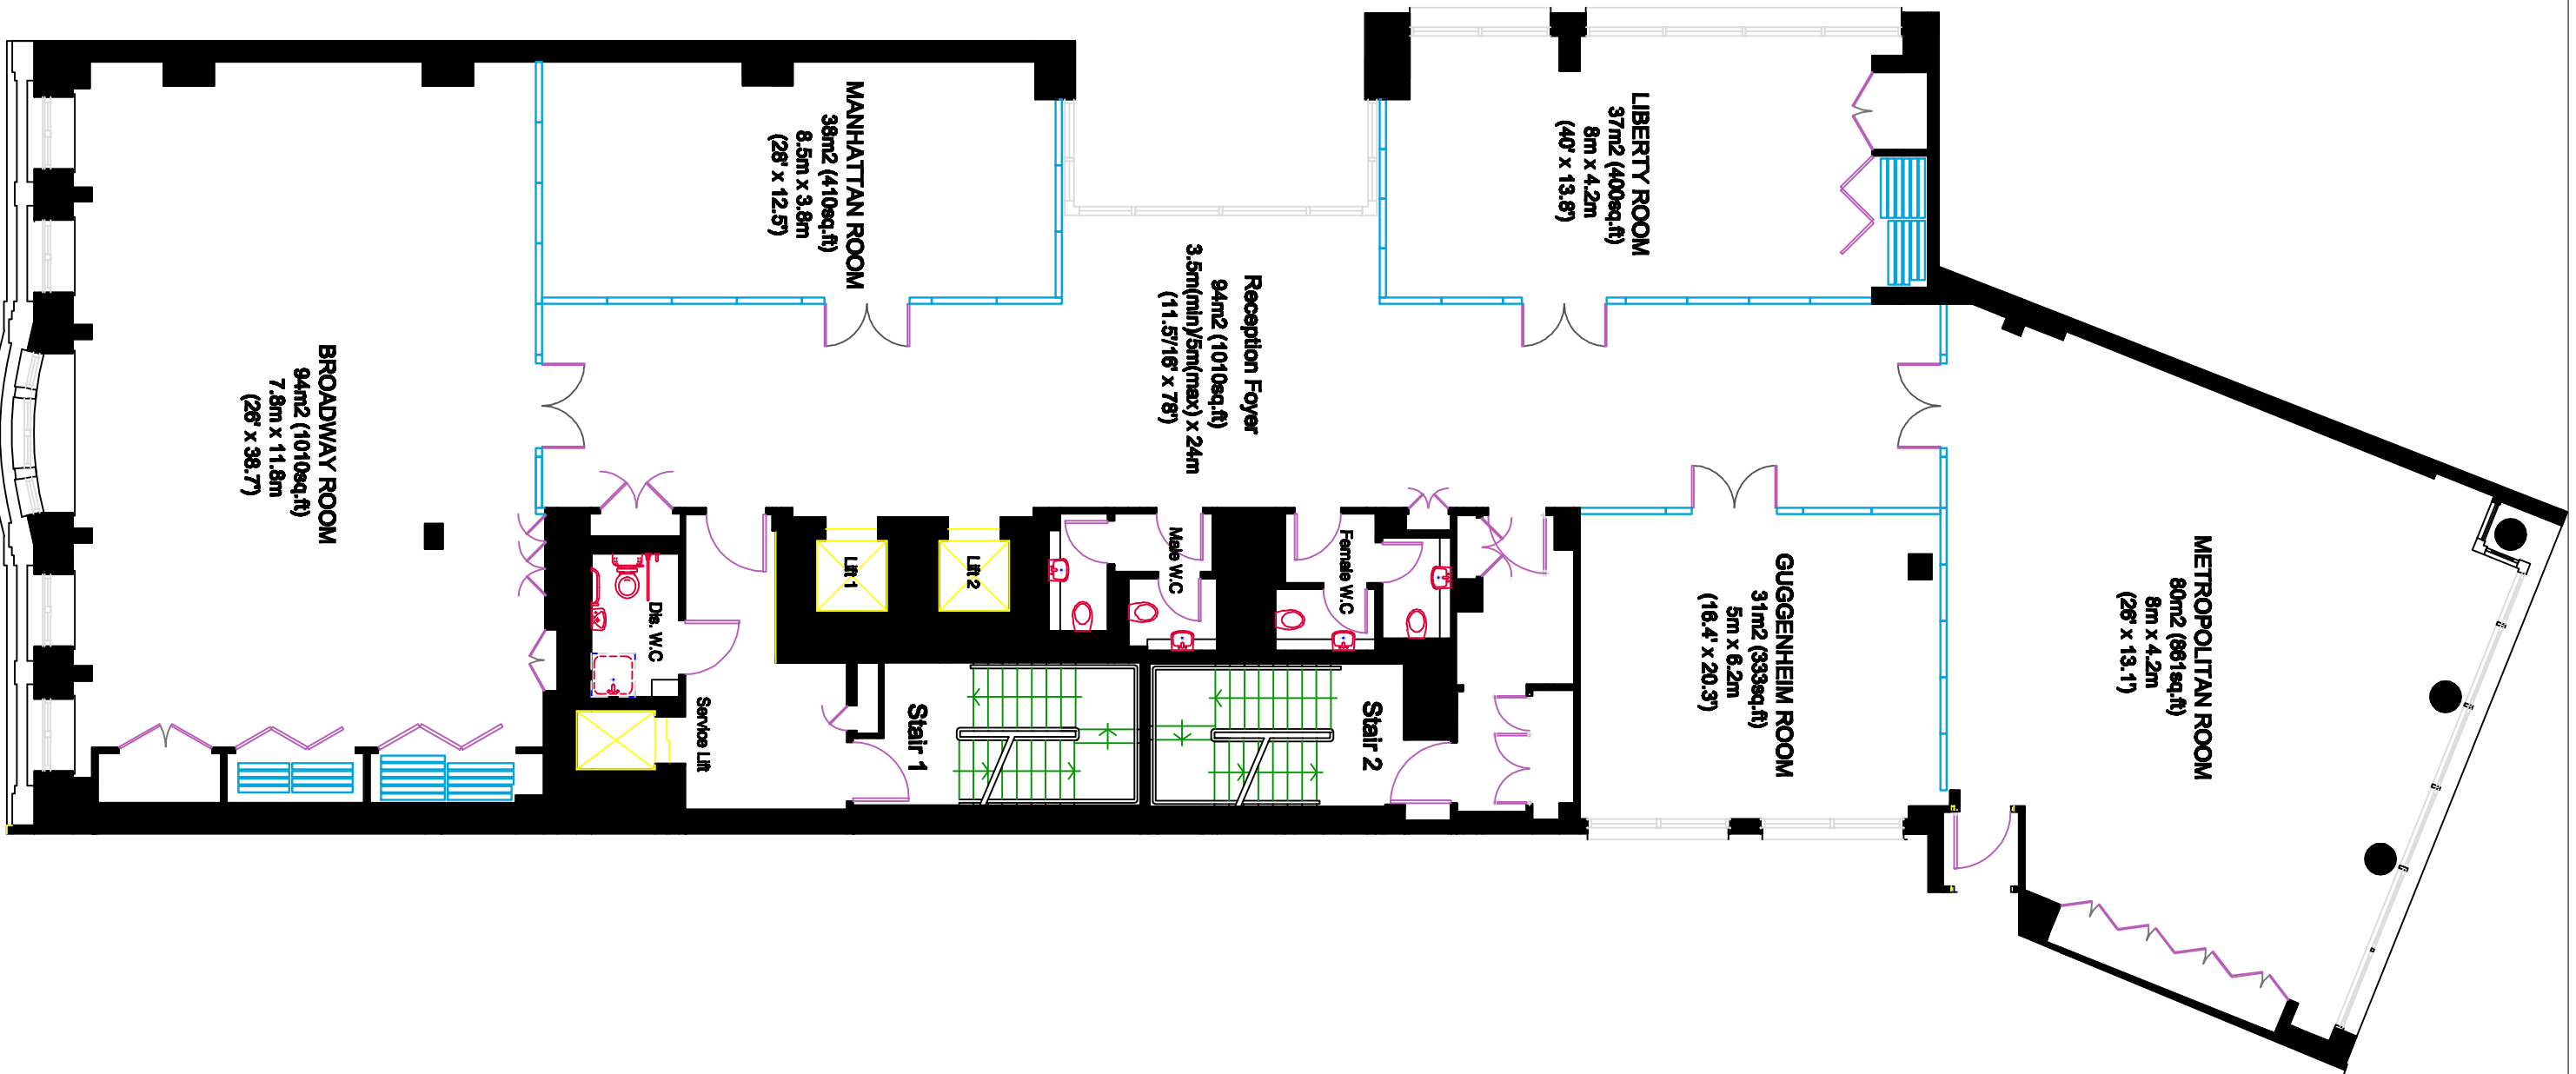 MANHATTAN ROOM
38m2 (410sq.ft)
8.5m x 3.8m
(28' x 12.5')
LIBERTY ROOM
37m2 (400sq.ft)
8m x 4.2m
(40' x 13.8')
Reception Foyer
94m2 (1010sq.ft)
3.5m(min)/5m(max) x 24m
(11.5'/16' x 78')
BROADWAY ROOM
94m2 (1010sq.ft)
7.8m x 11.8m
(26' x 38.7')
Lift 1
Lift 2
Male W.C
Female W.C
Dis. W.C
Service Lift
Stair 1
Stair 2
GUGGENHEIM ROOM
31m2 (333sq.ft)
5m x 6.2m
(16.4' x 20.3')
METROPOLITAN ROOM
80m2 (861sq.ft)
8m x 4.2m
(26' x 13.1')